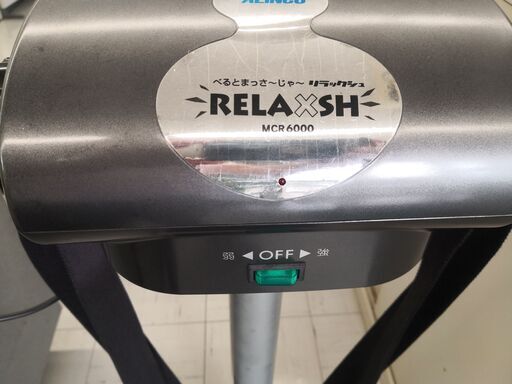 ALINCO
べるとまっさ〜じゃ〜 リラックシュ
RELAXSH
MCR6000
弱 ◀ OFF ▶ 強